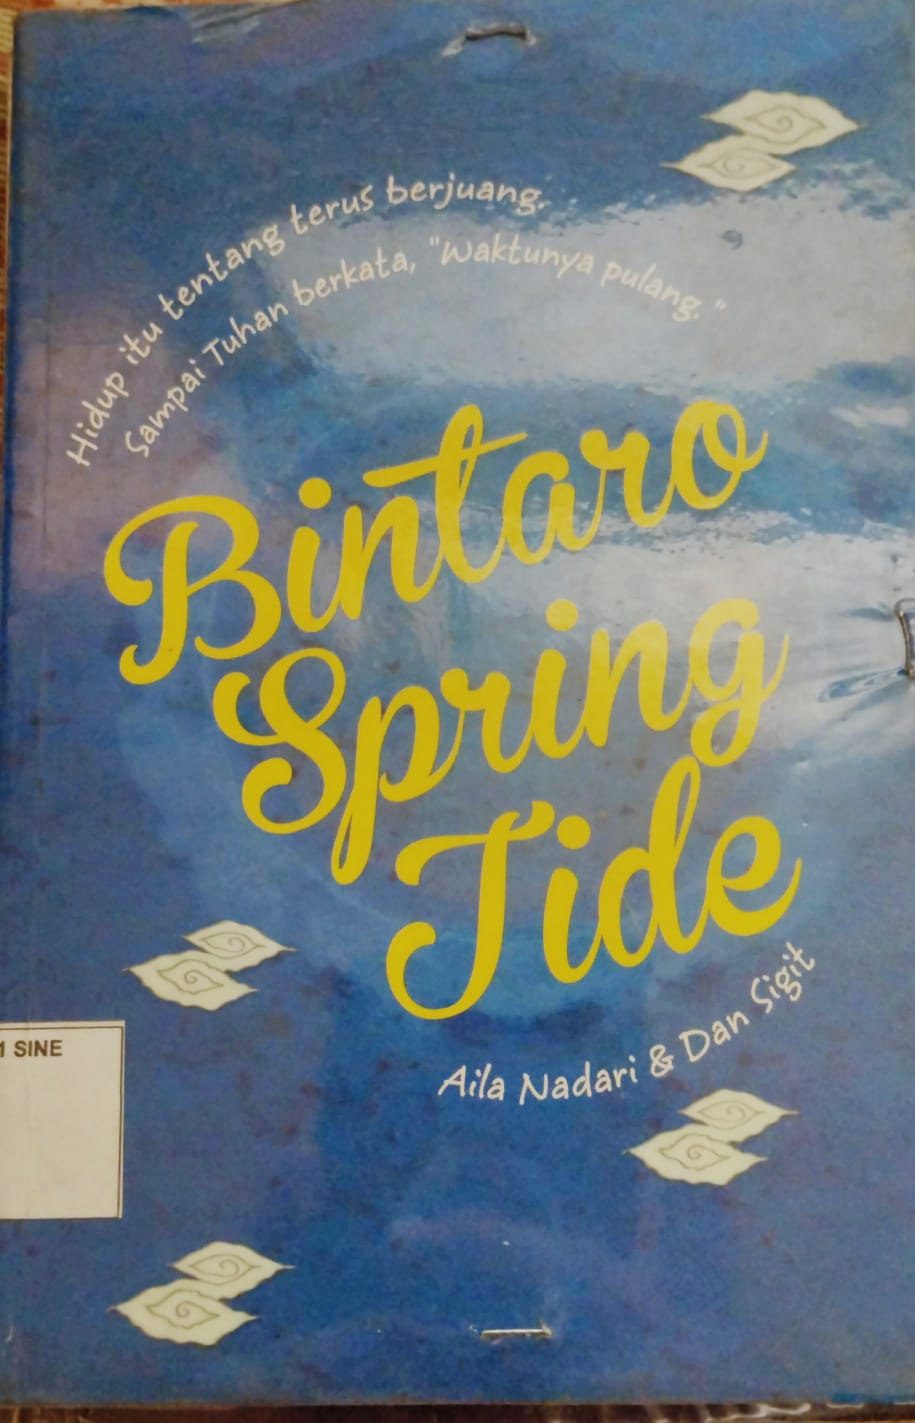 Hidup itu tentang terus berjuang.
Sampai Tuhan berkata, "Waktunya pulang."
Bintaro
Spring
Tide
Aila Nadari & Dan Sigit
1 SINE